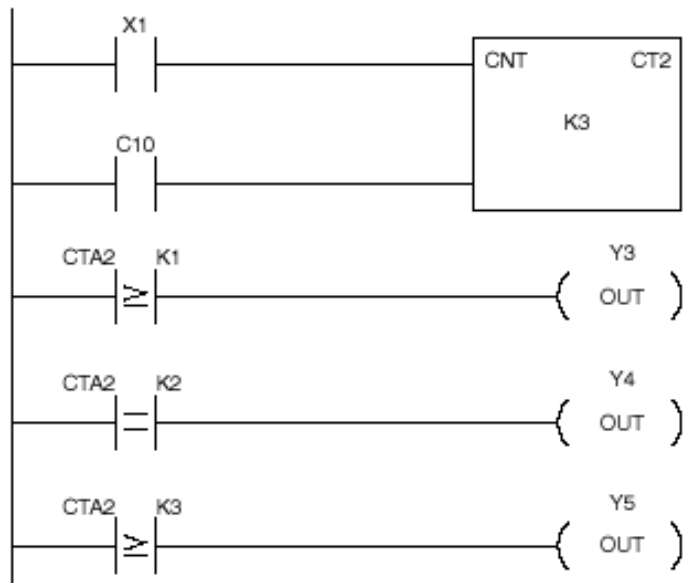 X1
CNT CT2
K3
C10
CTA2 K1 Y3
≥ OUT
CTA2 K2 Y4
= OUT
CTA2 K3 Y5
≥ OUT